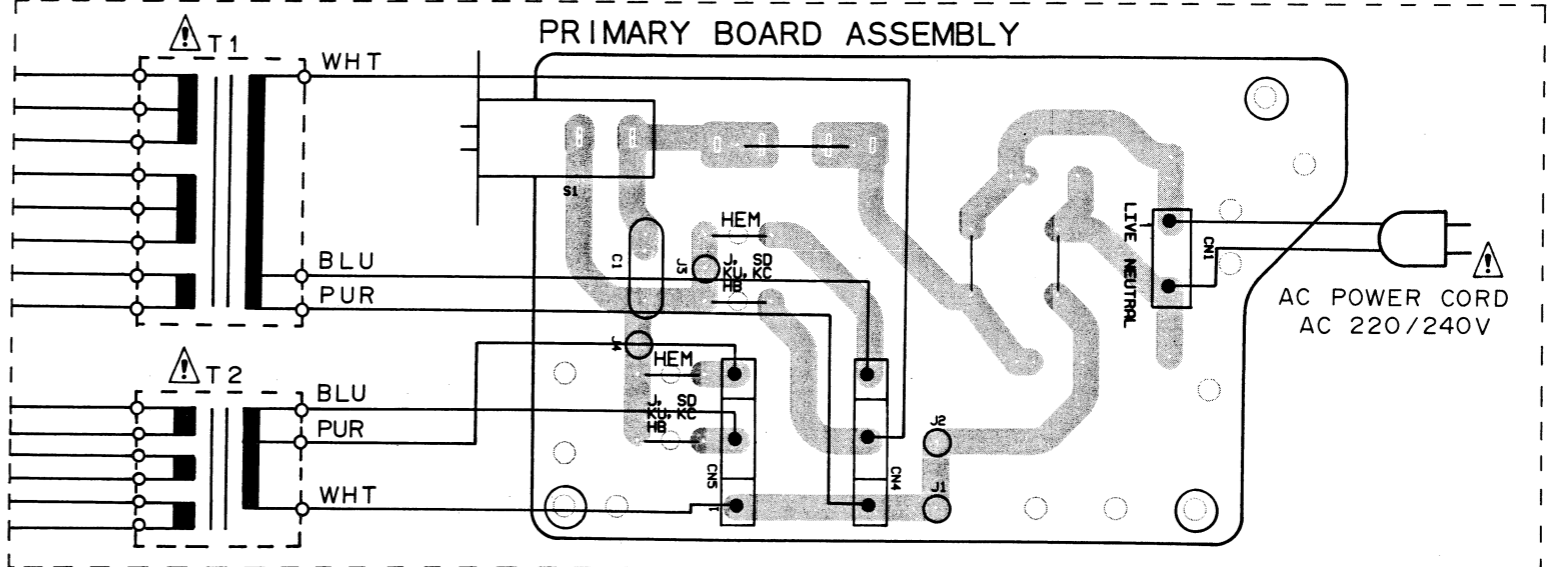 PRIMARY BOARD ASSEMBLY
T1
WHT
BLU
PUR
T2
BLU
PUR
WHT
S1
C1
J3
HEM
J, SD
KU, KC
HB
J4
HEM
J, SD
KU, KC
HB
CN5
1
CN4
J2
J1
LIVE
NEUTRAL
CN1
AC POWER CORD
AC 220/240V